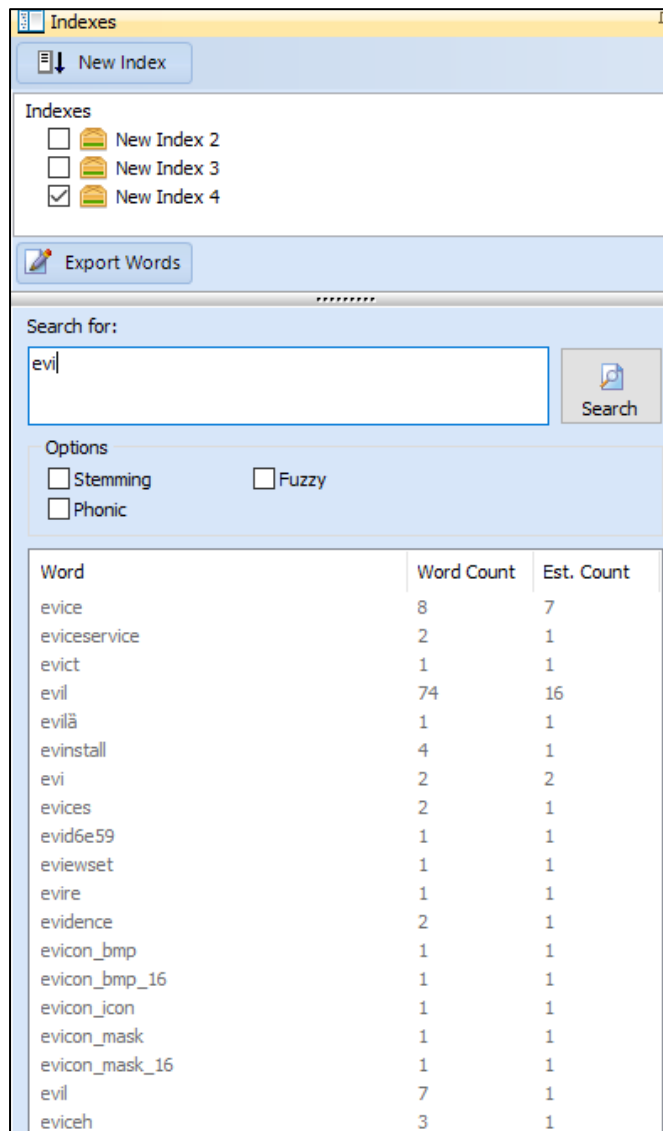 Indexes
New Index
Indexes
New Index 2
New Index 3
New Index 4
Export Words
Search for:
evi
Search
Options
Stemming Fuzzy
Phonic
Word Word Count Est. Count
evice 8 7
eviceservice 2 1
evict 1 1
evil 74 16
evilà 1 1
evinstall 4 1
evi 2 2
evices 2 1
evid6e59 1 1
eviewset 1 1
evire 1 1
evidence 2 1
evicon_bmp 1 1
evicon_bmp_16 1 1
evicon_icon 1 1
evicon_mask 1 1
evicon_mask_16 1 1
evil 7 1
eviceh 3 1